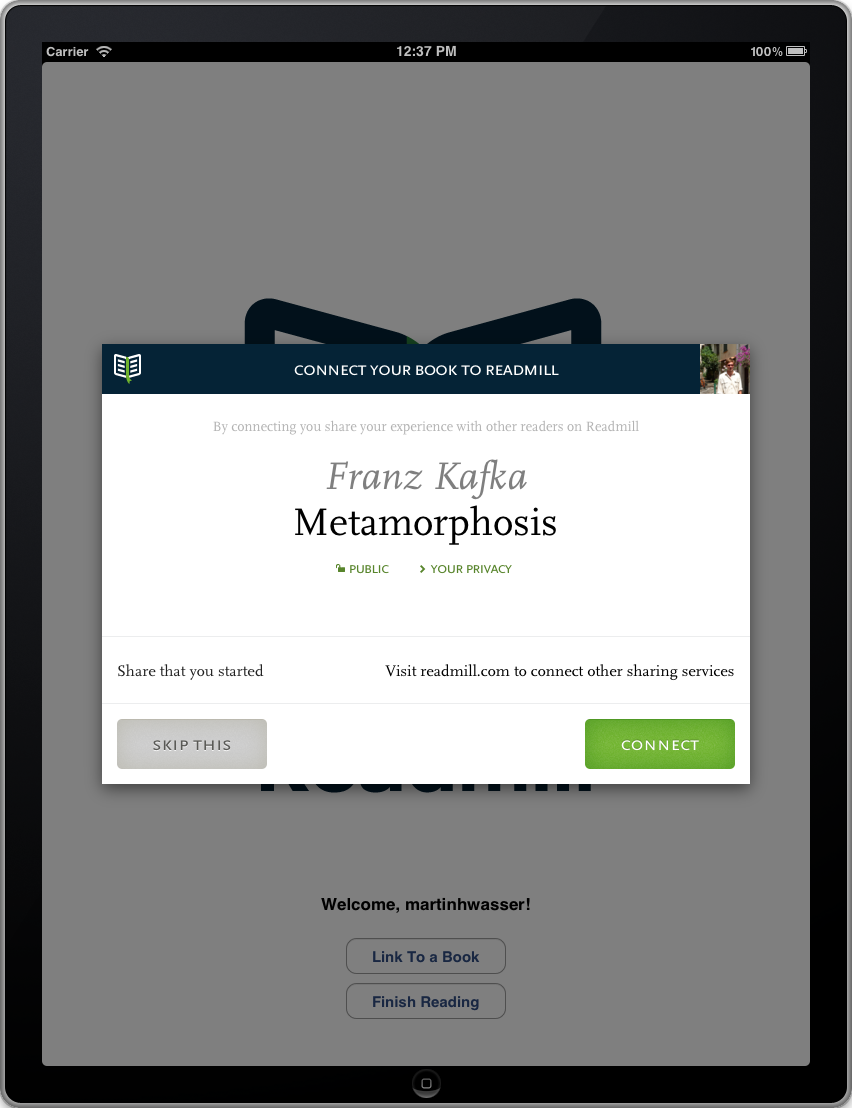 Carrier 12:37 PM 100%
CONNECT YOUR BOOK TO READMILL
By connecting you share your experience with other readers on Readmill
Franz Kafka
Metamorphosis
PUBLIC YOUR PRIVACY
Share that you started Visit readmill.com to connect other sharing services
SKIP THIS CONNECT
Readmill
Welcome, martinhwasser!
Link To a Book
Finish Reading